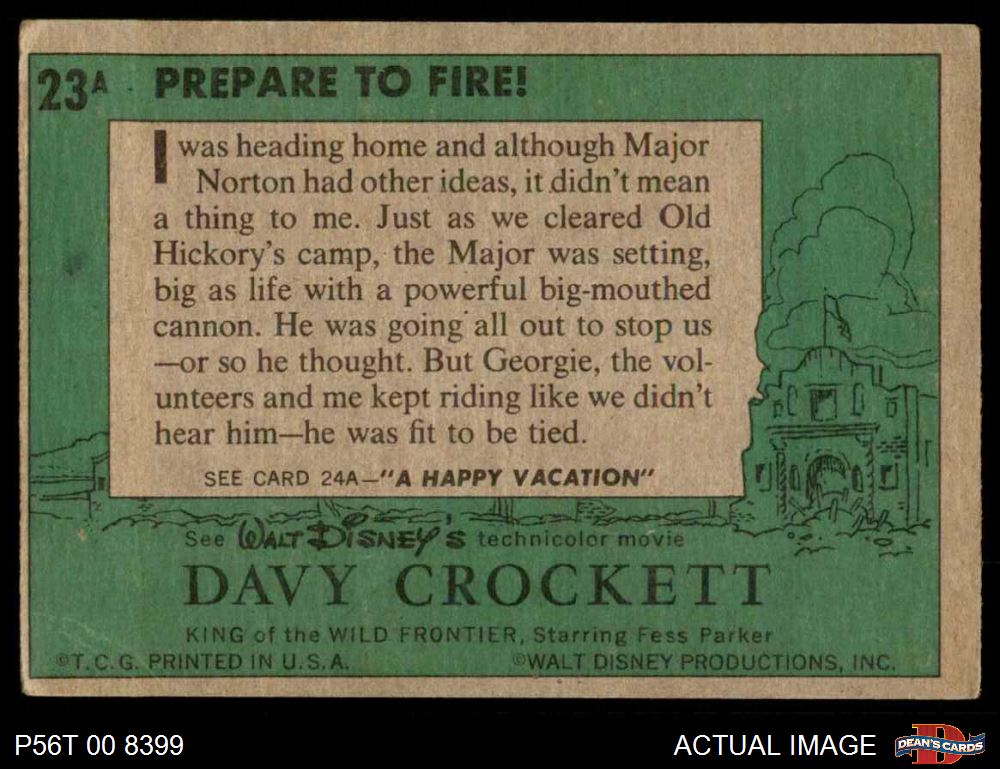 23A PREPARE TO FIRE!
I was heading home and although Major
Norton had other ideas, it didn't mean
a thing to me. Just as we cleared Old
Hickory's camp, the Major was setting,
big as life with a powerful big-mouthed
cannon. He was going all out to stop us
—or so he thought. But Georgie, the vol-
unteers and me kept riding like we didn't
hear him—he was fit to be tied.
SEE CARD 24A—"A HAPPY VACATION"
See WALT DISNEY'S technicolor movie
DAVY CROCKETT
KING of the WILD FRONTIER, Starring Fess Parker
©T.C.G. PRINTED IN U.S.A. ©WALT DISNEY PRODUCTIONS, INC.
P56T 00 8399 ACTUAL IMAGE D DEAN'S CARDS